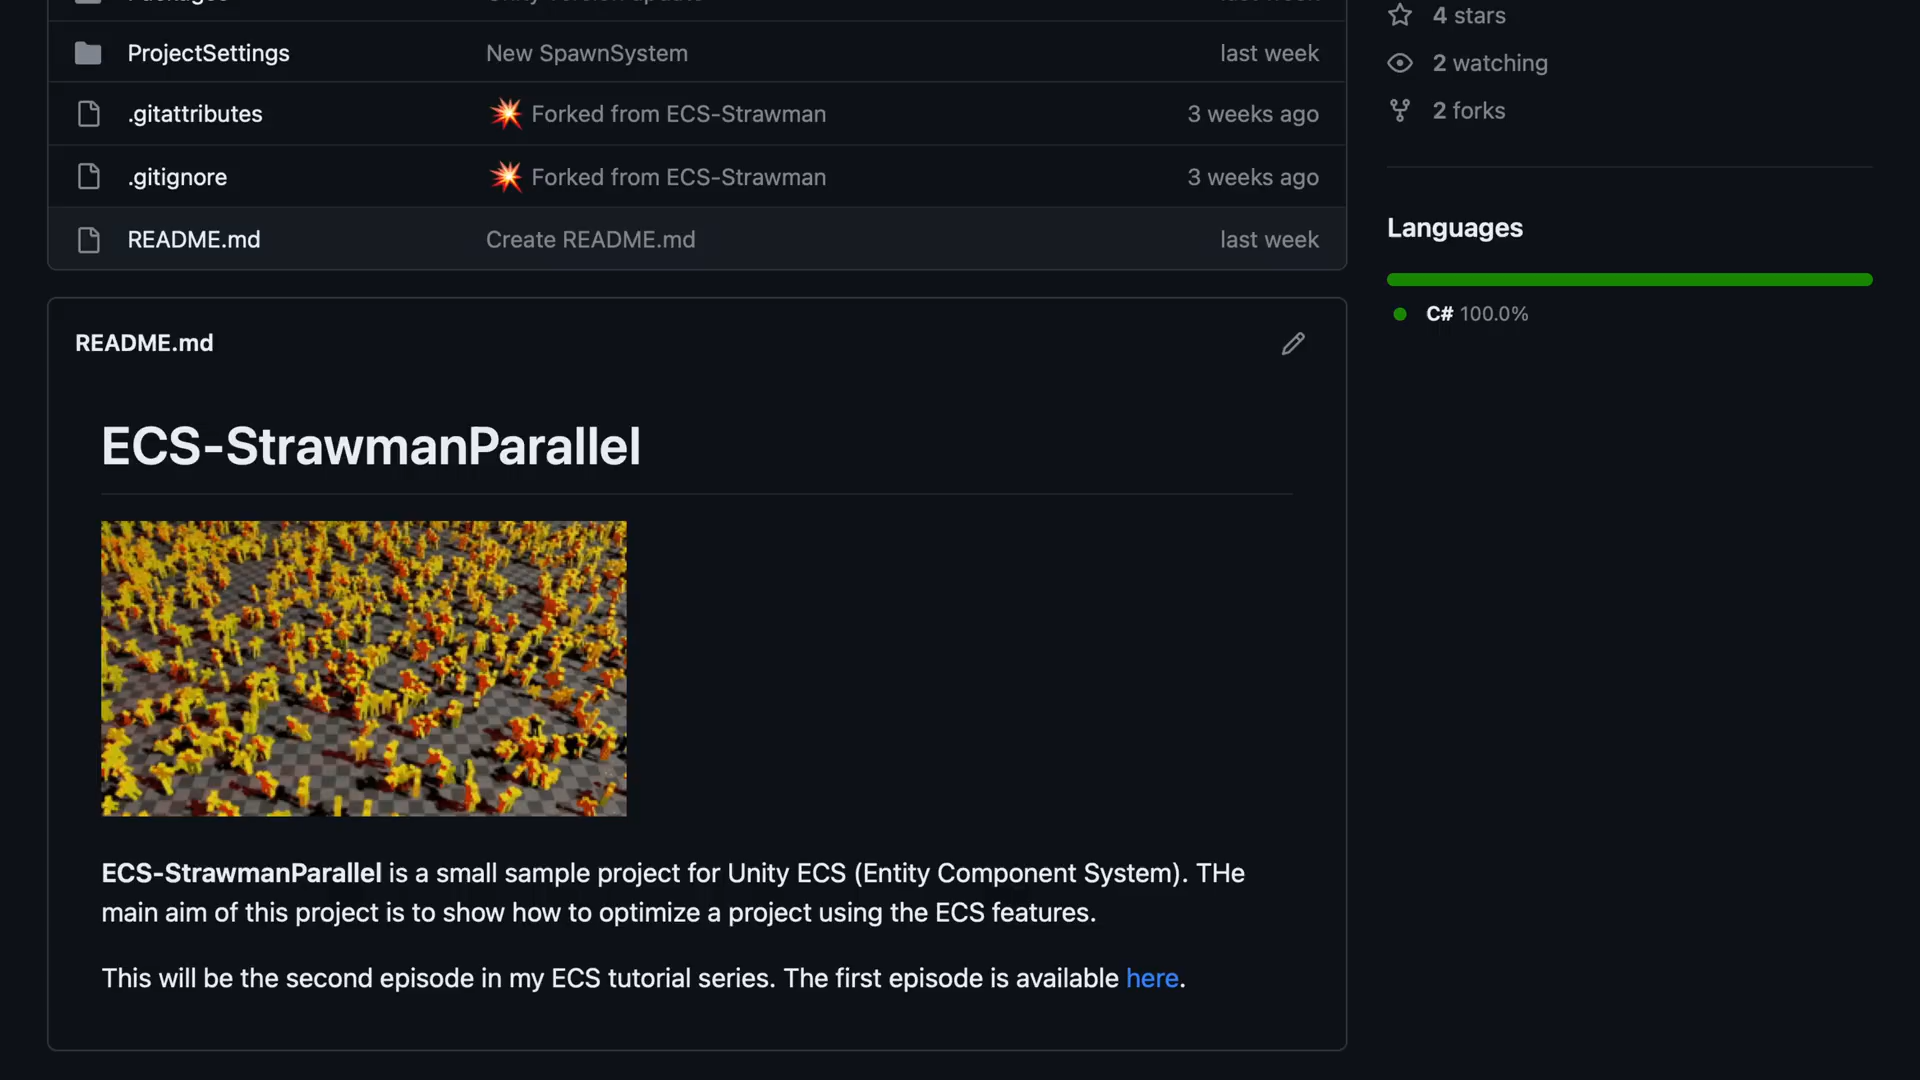 4 stars
ProjectSettings New SpawnSystem last week
2 watching
.gitattributes 💥 Forked from ECS-Strawman 3 weeks ago
2 forks
.gitignore 💥 Forked from ECS-Strawman 3 weeks ago
README.md Create README.md last week
Languages
C# 100.0%
README.md
ECS-StrawmanParallel
ECS-StrawmanParallel is a small sample project for Unity ECS (Entity Component System). THe
main aim of this project is to show how to optimize a project using the ECS features.
This will be the second episode in my ECS tutorial series. The first episode is available here.